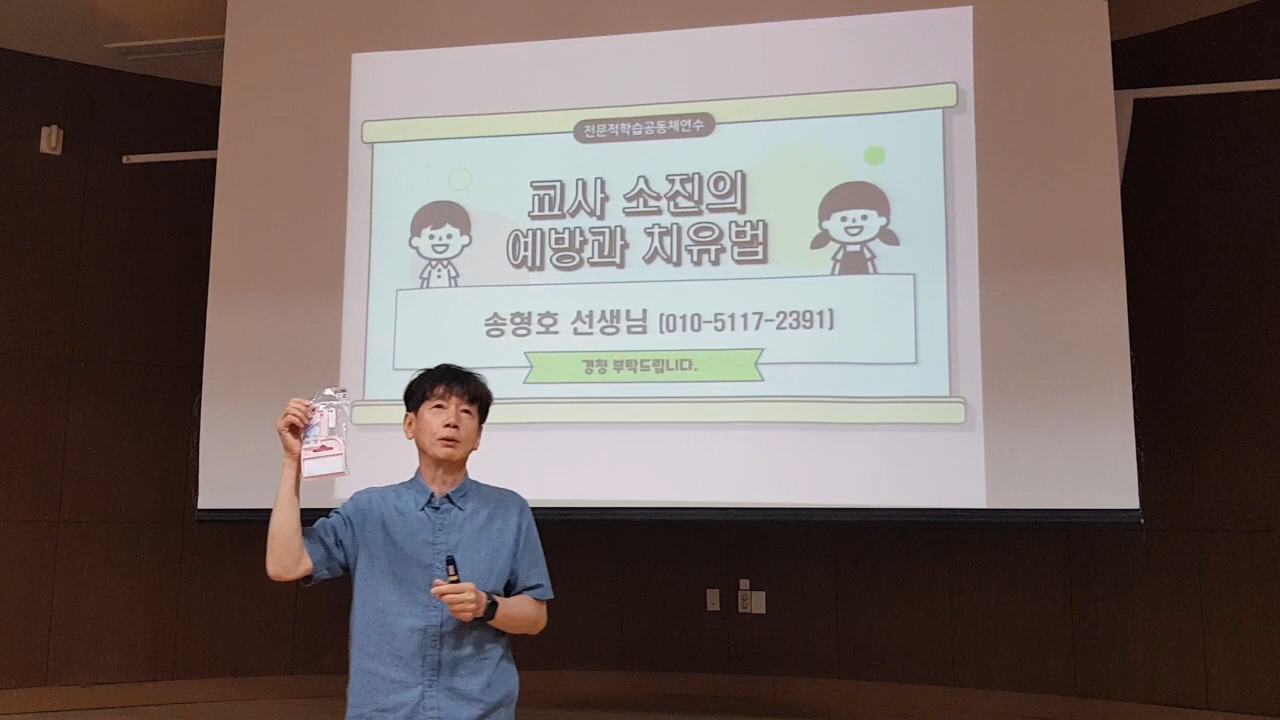 전문적학습공동체연수
교사 소진의
예방과 치유법
송형호 선생님 (010-5117-2391)
경청 부탁드립니다.